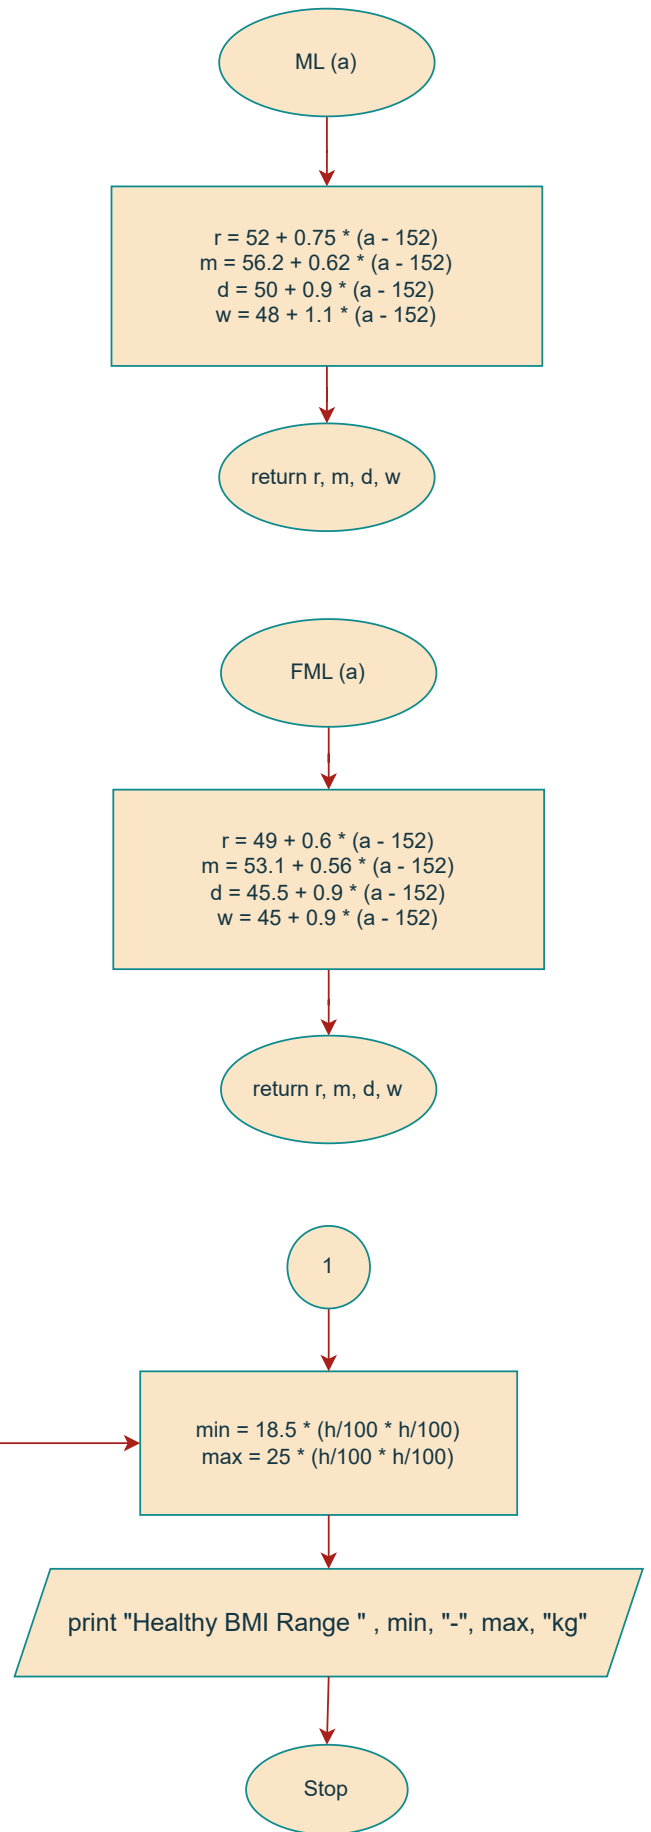 ML (a)
r = 52 + 0.75 * (a - 152)
m = 56.2 + 0.62 * (a - 152)
d = 50 + 0.9 * (a - 152)
w = 48 + 1.1 * (a - 152)
return r, m, d, w
FML (a)
r = 49 + 0.6 * (a - 152)
m = 53.1 + 0.56 * (a - 152)
d = 45.5 + 0.9 * (a - 152)
w = 45 + 0.9 * (a - 152)
return r, m, d, w
1
min = 18.5 * (h/100 * h/100)
max = 25 * (h/100 * h/100)
print "Healthy BMI Range " , min, "-", max, "kg"
Stop